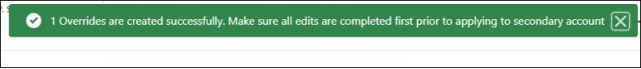 1 Overrides are created successfully. Make sure all edits are completed first prior to applying to secondary account